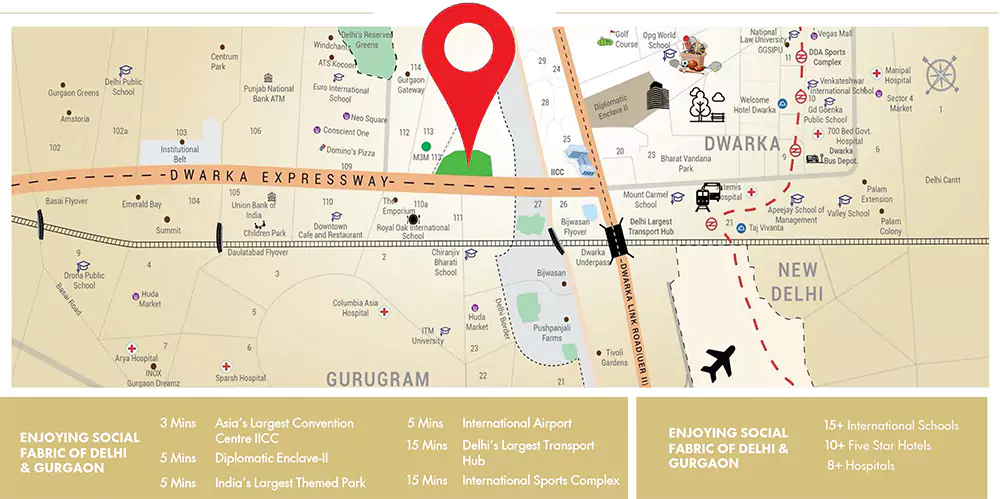 Delhi's Reserved
Greens
Windchants
ATS Kocoon
Centrum
Park
Delhi Public
School
Gurgaon Greens
Amstoria
Punjab National
Bank ATM
Euro International
School
114
Gurgaon
Gateway
Neo Square
Conscient One
Domino's Pizza
109
112
113
M3M 113
102a
103
106
102
Institutional
Belt
DWARKA EXPRESSWAY
29
24
28
25
IICC
27
26
Golf
Course
Opg World
School
National
Law University
GGSIPU
11
Vegas Mall
DDA Sports
Complex
Venkateshwar
International School
10
Gd Goenka
Public School
Manipal
Hospital
Sector 4
Market
1
Diplomatic
Enclave II
Welcome
Hotel Dwarka
700 Bed Govt.
Hospital
DWARKA
Dwarka
Bus Depot.
9
20
23
Bharat Vandana
Park
Delhi Cantt
Mount Carmel
School
Artemis
Hospital
Apeejay School of
Management
Valley School
Palam
Extension
Palam
Colony
Delhi Largest
Transport Hub
21
Taj Vivanta
Basai Flyover
Emerald Bay
Summit
105
Union Bank of
India
Children Park
110
Downtown
Cafe and Restaurant
The
Emporium
110a
111
Royal Oak International
School
Bijwasan
Flyover
Dwarka
Underpass
DWARKA LINK ROAD(UER II)
Daulatabad Flyover
9
4
Drona Public
School
Basai Road
Huda
Market
7
6
5
3
Arya Hospital
INOX
Gurgaon Dreamz
Sparsh Hospital
Columbia Asia
Hospital
Chiranjiv
Bharati
School
ITM
University
Huda
Market
23
22
21
Delhi Border
Bijwasan
Pushpanjali
Farms
Tivoli
Gardens
GURUGRAM
NEW
DELHI
ENJOYING SOCIAL
FABRIC OF DELHI
& GURGAON
3 Mins Asia's Largest Convention
Centre IICC
5 Mins Diplomatic Enclave-II
5 Mins India's Largest Themed Park
5 Mins International Airport
15 Mins Delhi's Largest Transport
Hub
15 Mins International Sports Complex
ENJOYING SOCIAL
FABRIC OF DELHI &
GURGAON
15+ International Schools
10+ Five Star Hotels
8+ Hospitals